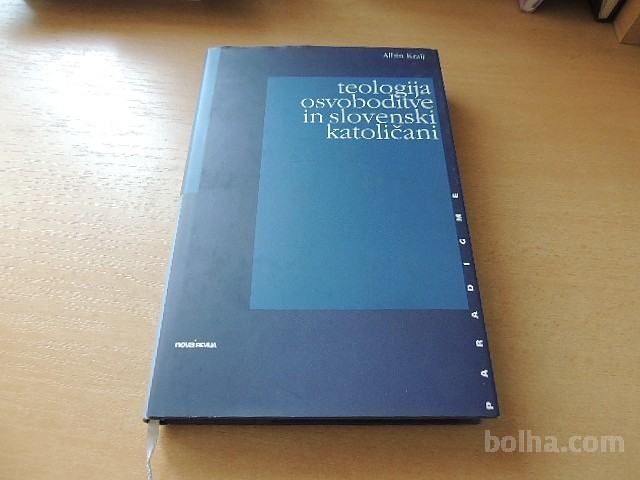 Albin Kralj
teologija
osvoboditve
in slovenski
katoličani
PARADIGME
nova revija
bolha.com